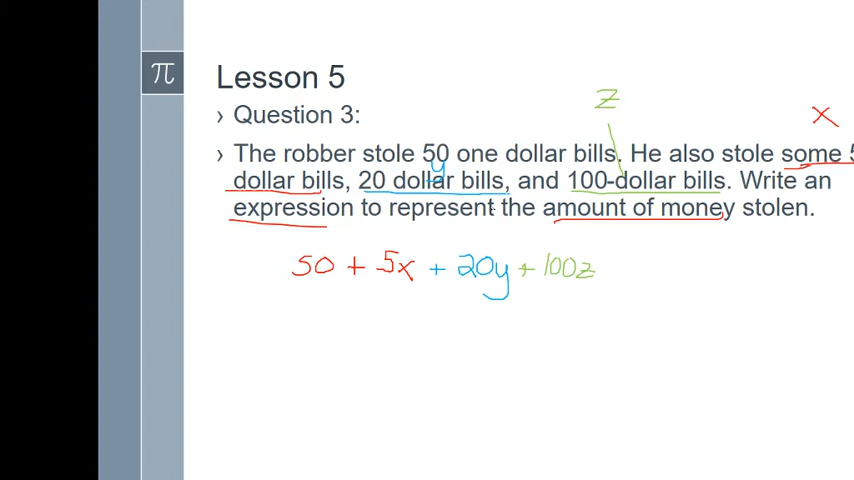 π
Lesson 5
› Question 3:
z
x
› The robber stole 50 one dollar bills. He also stole some 5
y
dollar bills, 20 dollar bills, and 100-dollar bills. Write an
expression to represent the amount of money stolen.
50 + 5x + 20y + 100z